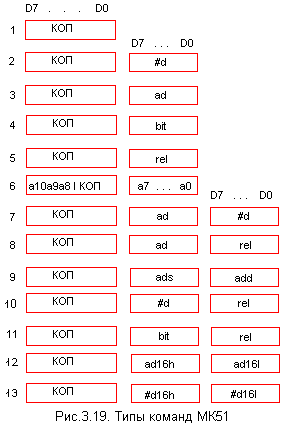 D7 . . . D0
1 КОП
D7 ... D0
2 КОП #d
3 КОП ad
4 КОП bit
5 КОП rel
6 a10a9a8 I КОП a7 ... a0
D7 ... D0
7 КОП ad #d
8 КОП ad rel
9 КОП ads add
10 КОП #d rel
11 КОП bit rel
12 КОП ad16h ad16l
13 КОП #d16h #d16l
Рис.3.19. Типы команд МК51